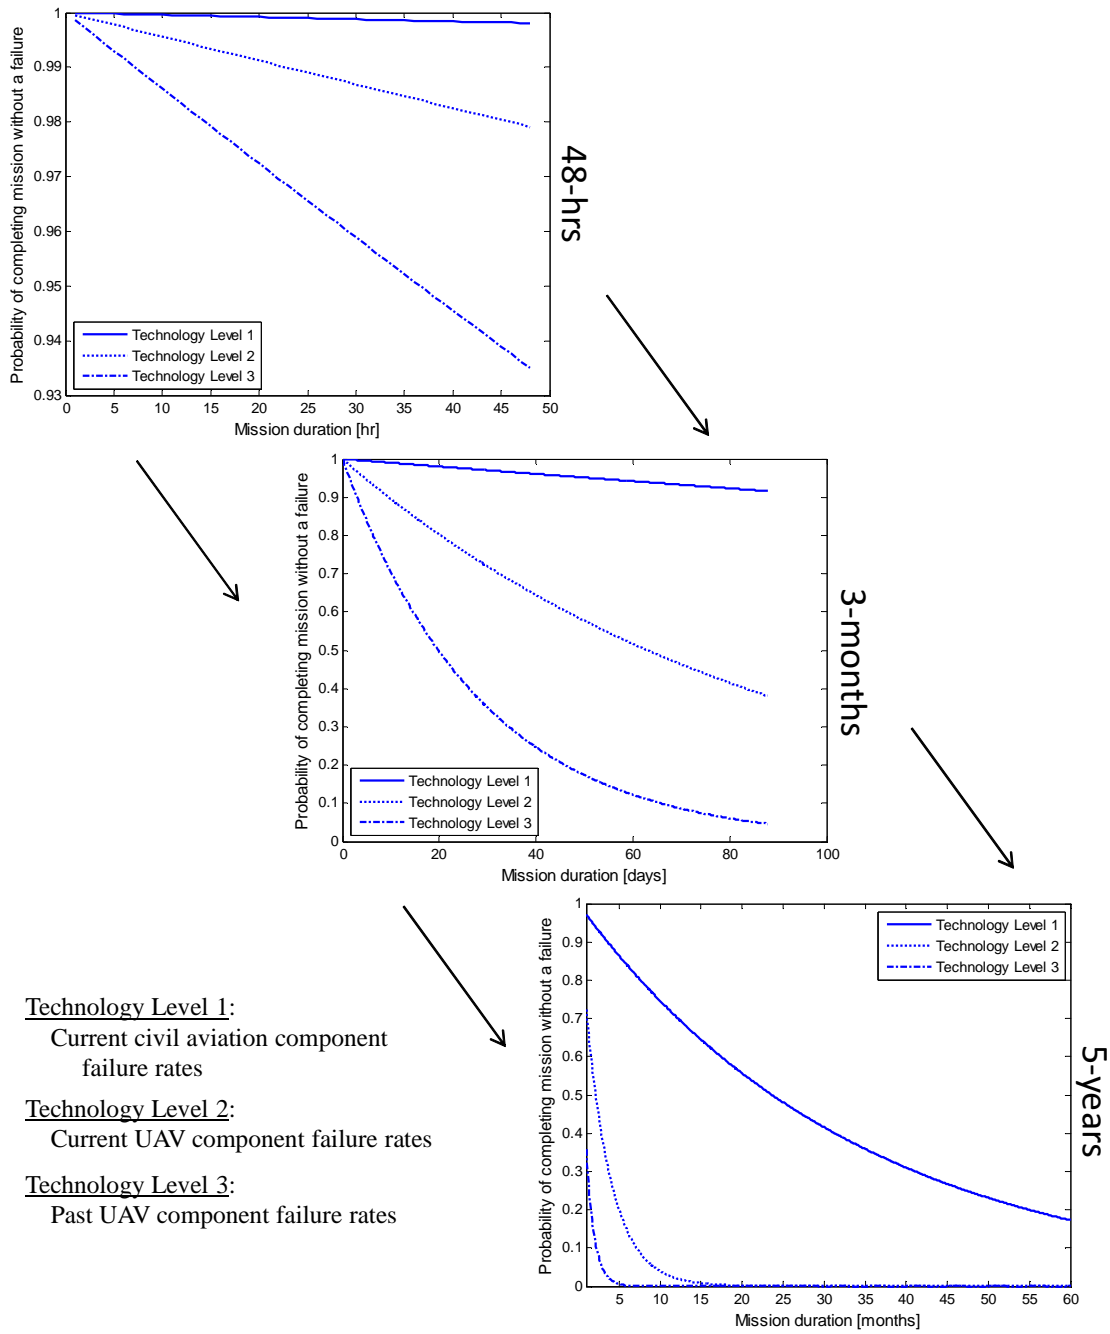 1
0.99
0.98
0.97
0.96
0.95
0.94
0.93
Probability of completing mission without a failure
Technology Level 1
Technology Level 2
Technology Level 3
0 5 10 15 20 25 30 35 40 45 50
Mission duration [hr]
48-hrs
1
0.9
0.8
0.7
0.6
0.5
0.4
0.3
0.2
0.1
0
Probability of completing mission without a failure
Technology Level 1
Technology Level 2
Technology Level 3
0 20 40 60 80 100
Mission duration [days]
3-months
1
0.9
0.8
0.7
0.6
0.5
0.4
0.3
0.2
0.1
0
Probability of completing mission without a failure
Technology Level 1
Technology Level 2
Technology Level 3
5 10 15 20 25 30 35 40 45 50 55 60
Mission duration [months]
5-years
Technology Level 1:
Current civil aviation component
failure rates
Technology Level 2:
Current UAV component failure rates
Technology Level 3:
Past UAV component failure rates